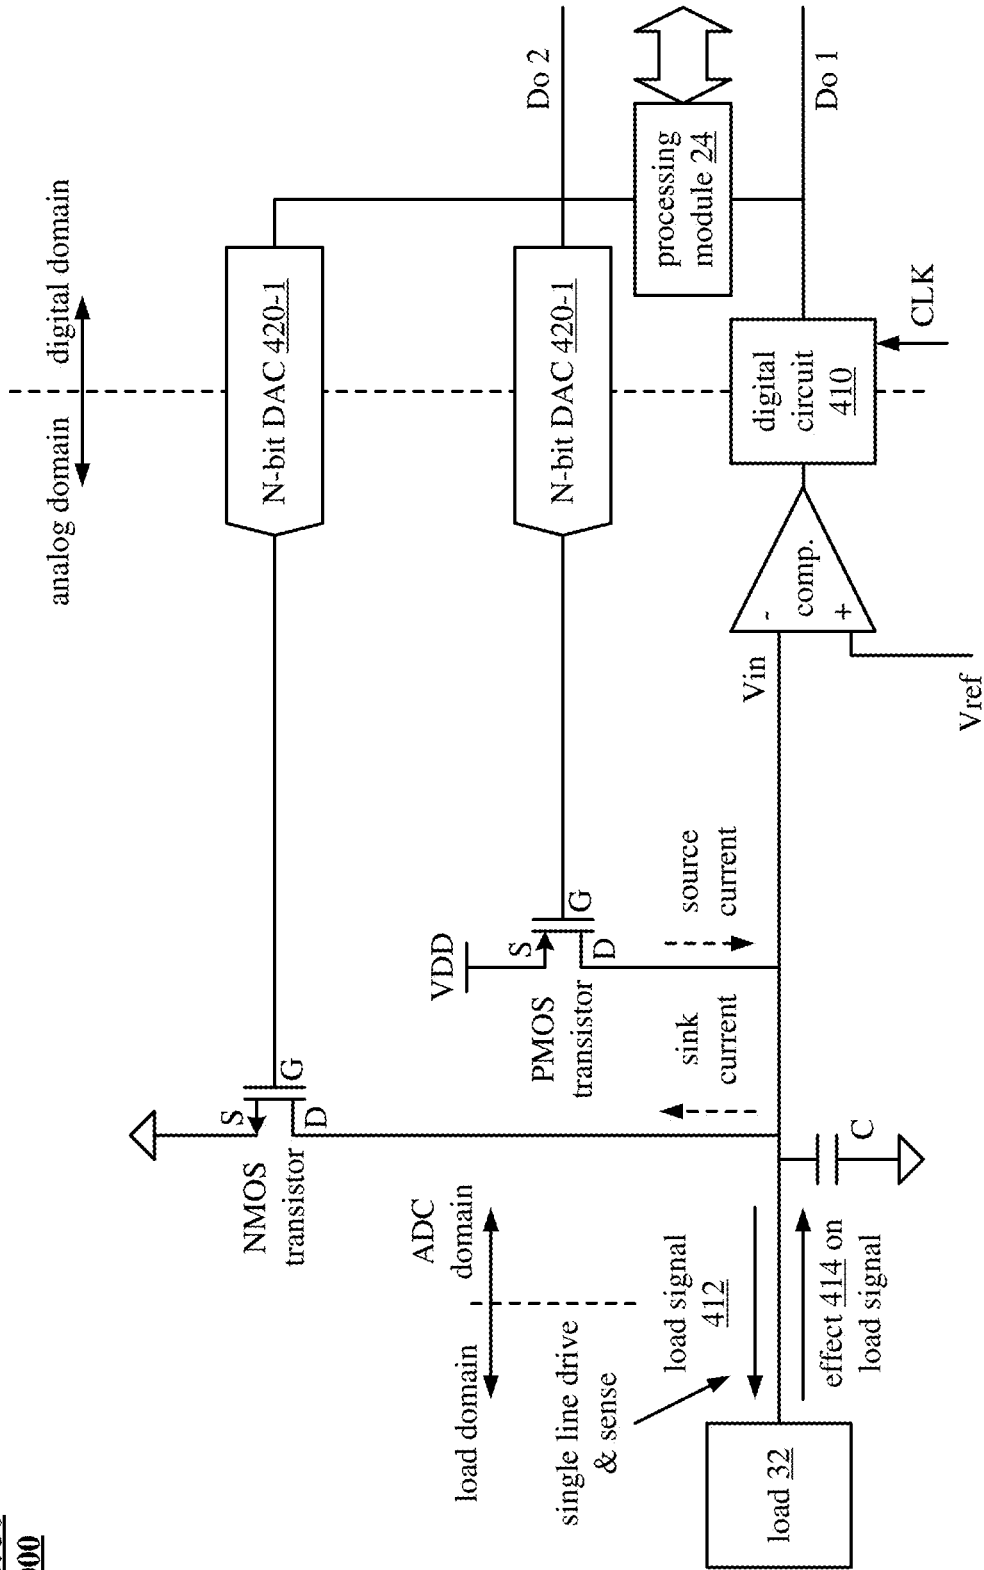 analog domain
digital domain
N-bit DAC 420-1
N-bit DAC 420-1
Do 2
processing
module 24
Do 1
digital
circuit
410
CLK
comp.
-
+
Vin
Vref
S
G
D
NMOS
transistor
VDD
S
G
D
PMOS
transistor
source
current
sink
current
C
load domain
ADC
domain
single line drive
& sense
load signal
412
effect 414 on
load signal
load 32